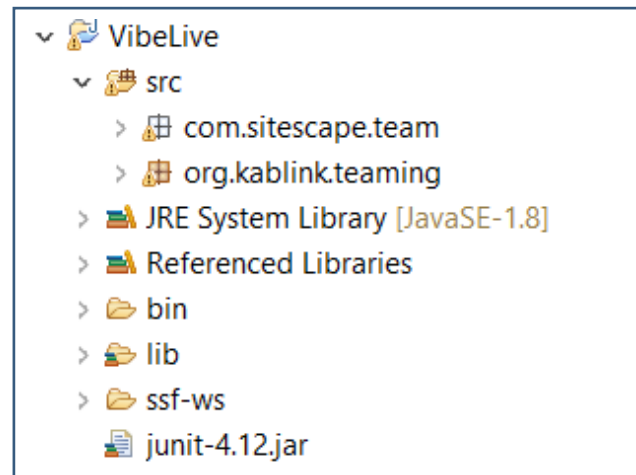 VibeLive
src
com.sitescape.team
org.kablink.teaming
JRE System Library [JavaSE-1.8]
Referenced Libraries
bin
lib
ssf-ws
junit-4.12.jar